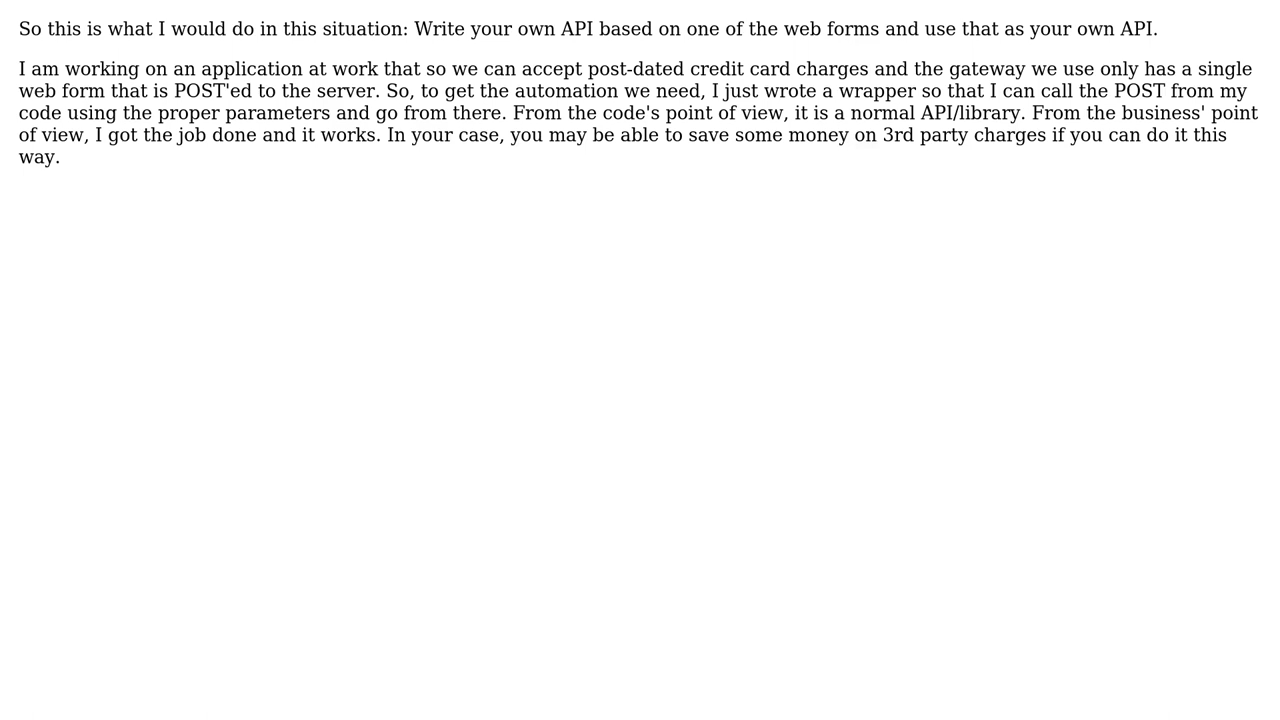 So this is what I would do in this situation: Write your own API based on one of the web forms and use that as your own API.
I am working on an application at work that so we can accept post-dated credit card charges and the gateway we use only has a single
web form that is POST'ed to the server. So, to get the automation we need, I just wrote a wrapper so that I can call the POST from my
code using the proper parameters and go from there. From the code's point of view, it is a normal API/library. From the business' point
of view, I got the job done and it works. In your case, you may be able to save some money on 3rd party charges if you can do it this
way.